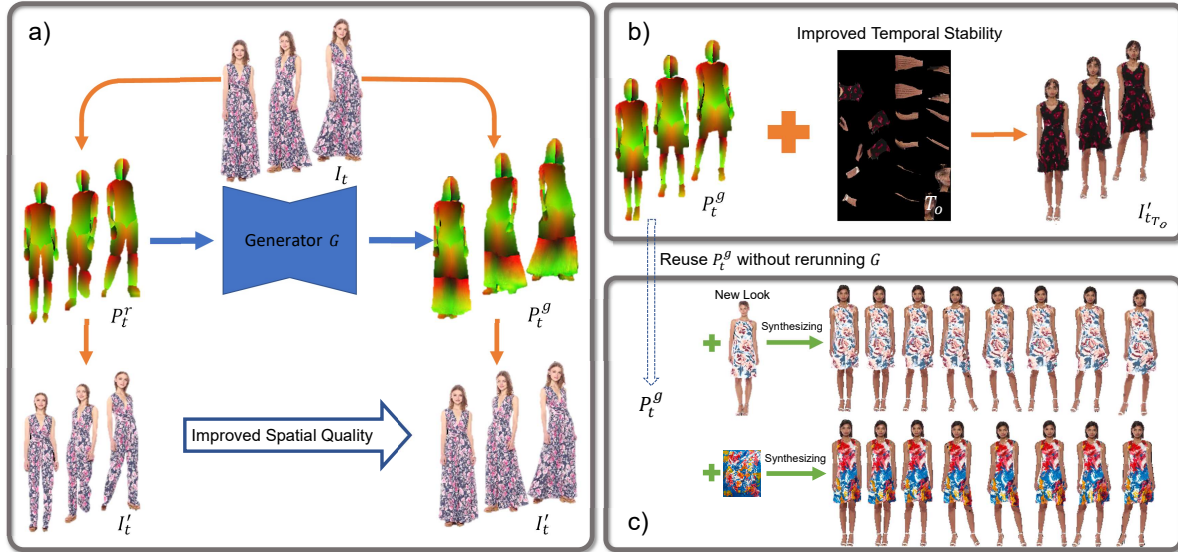 a)
I_t
Generator G
P_t^r
P_t^g
Improved Spatial Quality
I'_t
I'_t
b)
Improved Temporal Stability
P_t^g
T_o
I'_{t_{T_o}}
Reuse P_t^g without rerunning G
New Look
Synthesizing
P_t^g
Synthesizing
c)